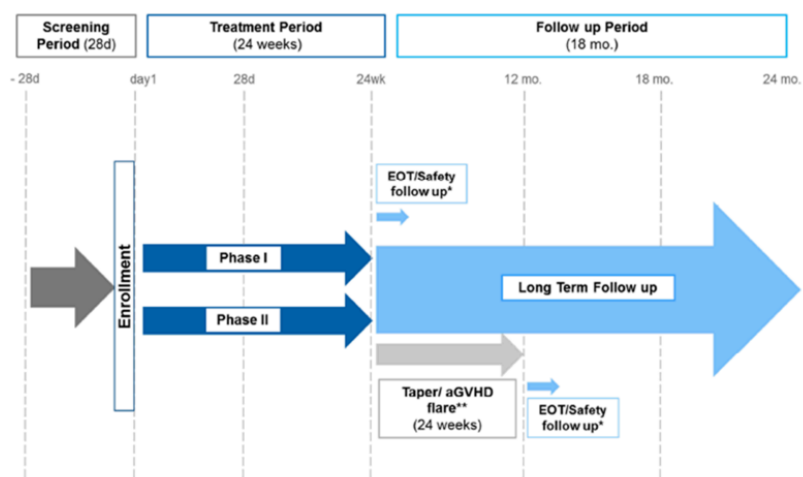 Screening
Period (28d)
Treatment Period
(24 weeks)
Follow up Period
(18 mo.)
- 28d
day1
28d
24wk
12 mo.
18 mo.
24 mo.
EOT/Safety
follow up*
Enrollment
Phase I
Phase II
Long Term Follow up
Taper/ aGVHD
flare**
(24 weeks)
EOT/Safety
follow up*